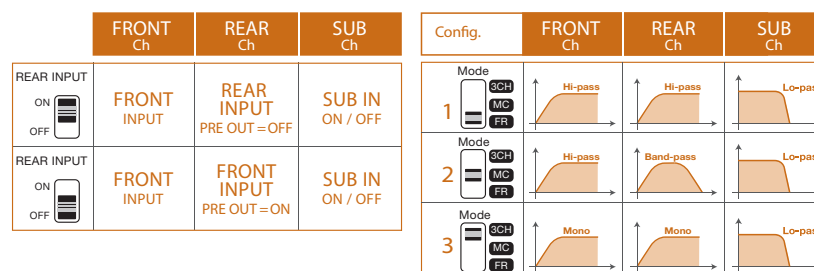 FRONT
Ch
REAR
Ch
SUB
Ch
REAR INPUT
ON
OFF
FRONT
INPUT
REAR
INPUT
PRE OUT = OFF
SUB IN
ON / OFF
REAR INPUT
ON
OFF
FRONT
INPUT
FRONT
INPUT
PRE OUT = ON
SUB IN
ON / OFF
Config.
FRONT
Ch
REAR
Ch
SUB
Ch
Mode
1
3CH
MC
FR
Hi-pass
Hi-pass
Lo-pas
Mode
2
3CH
MC
FR
Hi-pass
Band-pass
Lo-pas
Mode
3
3CH
MC
FR
Mono
Mono
Lo-pas